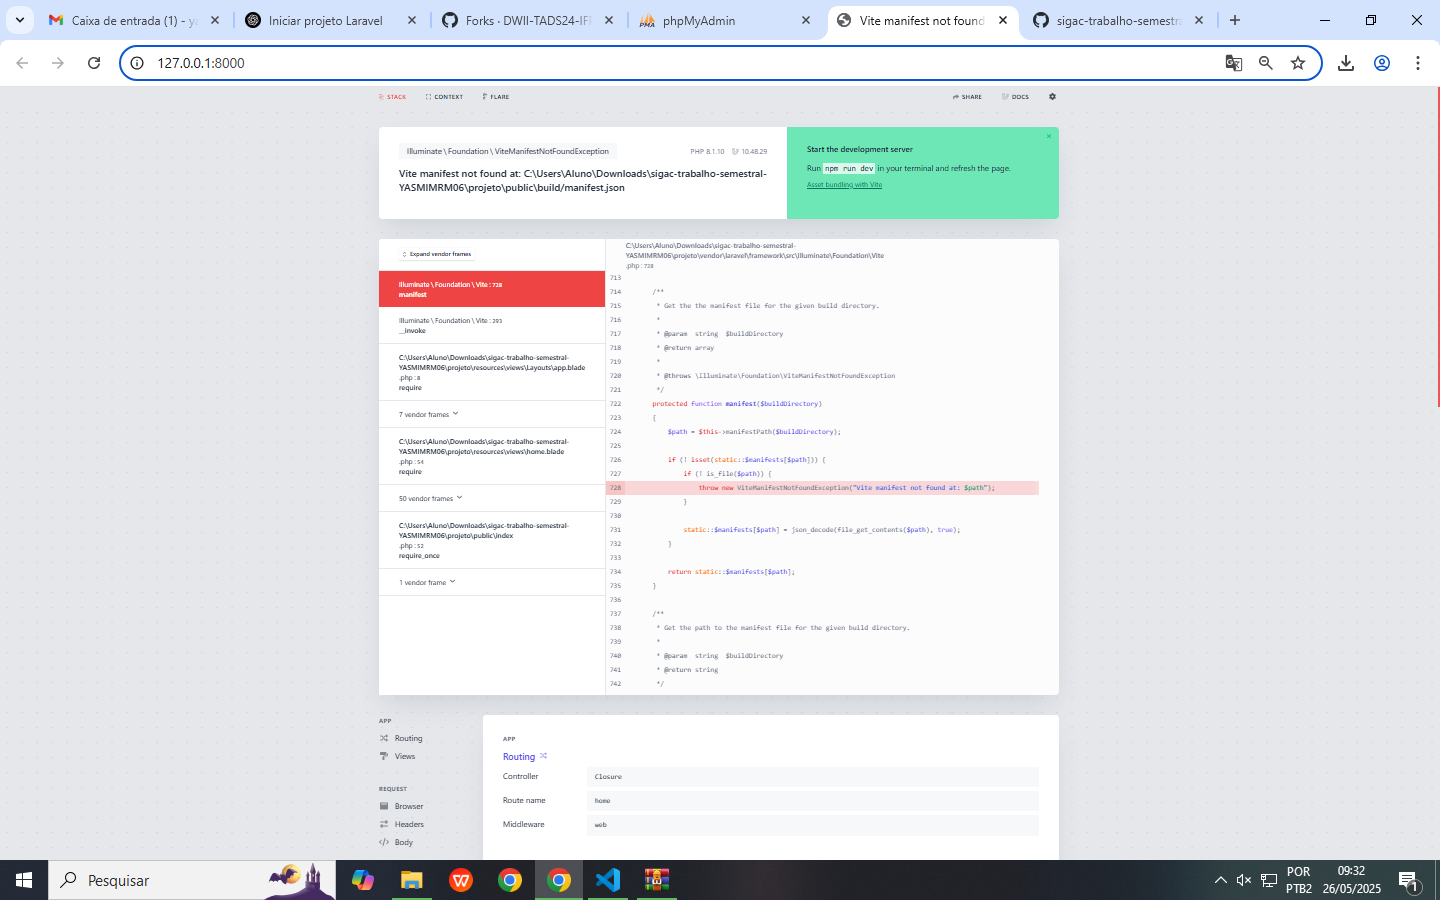 Caixa de entrada (1) - ya
Iniciar projeto Laravel
Forks · DWII-TADS24-IFP
phpMyAdmin
Vite manifest not found
sigac-trabalho-semestra
127.0.0.1:8000
STACK
CONTEXT
FLARE
SHARE
DOCS
Illuminate \ Foundation \ ViteManifestNotFoundException
PHP 8.1.10
10.48.29
Vite manifest not found at: C:\Users\Aluno\Downloads\sigac-trabalho-semestral-
YASMIMRM06\projeto\public\build/manifest.json
Start the development server
Run npm run dev in your terminal and refresh the page.
Asset bundling with Vite
Expand vendor frames
Illuminate \ Foundation \ Vite : 728
manifest
Illuminate \ Foundation \ Vite : 293
__invoke
C:\Users\Aluno\Downloads\sigac-trabalho-semestral-
YASMIMRM06\projeto\resources\views\Layouts\app.blade
.php : 8
require
7 vendor frames
C:\Users\Aluno\Downloads\sigac-trabalho-semestral-
YASMIMRM06\projeto\resources\views\home.blade
.php : 54
require
50 vendor frames
C:\Users\Aluno\Downloads\sigac-trabalho-semestral-
YASMIMRM06\projeto\public\index
.php : 52
require_once
1 vendor frame
C:\Users\Aluno\Downloads\sigac-trabalho-semestral-
YASMIMRM06\projeto\vendor\laravel\framework\src\Illuminate\Foundation\Vite
.php : 728
713
714 /**
715 * Get the the manifest file for the given build directory.
716 *
717 * @param  string  $buildDirectory
718 * @return array
719 *
720 * @throws \Illuminate\Foundation\ViteManifestNotFoundException
721 */
722 protected function manifest($buildDirectory)
723 {
724 $path = $this->manifestPath($buildDirectory);
725
726 if (! isset(static::$manifests[$path])) {
727 if (! is_file($path)) {
728 throw new ViteManifestNotFoundException("Vite manifest not found at: $path");
729 }
730
731 static::$manifests[$path] = json_decode(file_get_contents($path), true);
732 }
733
734 return static::$manifests[$path];
735 }
736
737 /**
738 * Get the path to the manifest file for the given build directory.
739 *
740 * @param  string  $buildDirectory
741 * @return string
742 */
APP
Routing
Views
REQUEST
Browser
Headers
Body
APP
Routing
Controller
Closure
Route name
home
Middleware
web
Pesquisar
POR
PTB2
09:32
26/05/2025
1